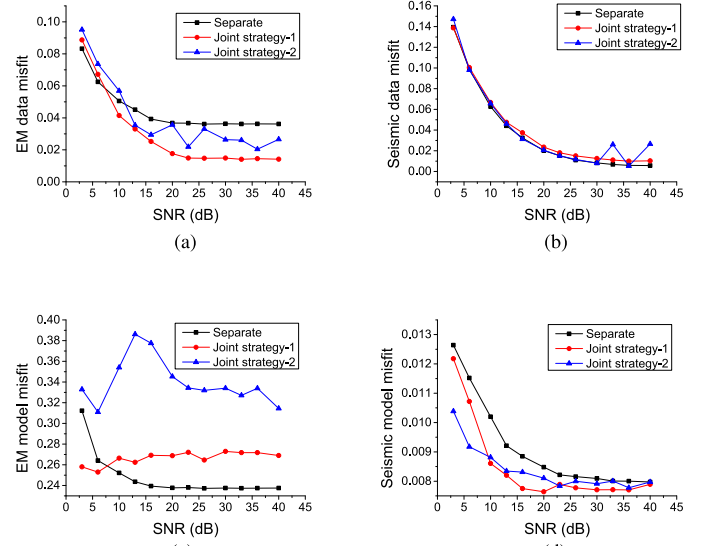 Separate
Joint strategy-1
Joint strategy-2
EM data misfit
0.10
0.08
0.06
0.04
0.02
0.00
0 5 10 15 20 25 30 35 40 45
SNR (dB)
(a)
Separate
Joint strategy-1
Joint strategy-2
Seismic data misfit
0.16
0.14
0.12
0.10
0.08
0.06
0.04
0.02
0.00
0 5 10 15 20 25 30 35 40 45
SNR (dB)
(b)
Separate
Joint strategy-1
Joint strategy-2
EM model misfit
0.40
0.38
0.36
0.34
0.32
0.30
0.28
0.26
0.24
0 5 10 15 20 25 30 35 40 45
SNR (dB)
Separate
Joint strategy-1
Joint strategy-2
Seismic model misfit
0.013
0.012
0.011
0.010
0.009
0.008
0 5 10 15 20 25 30 35 40 45
SNR (dB)